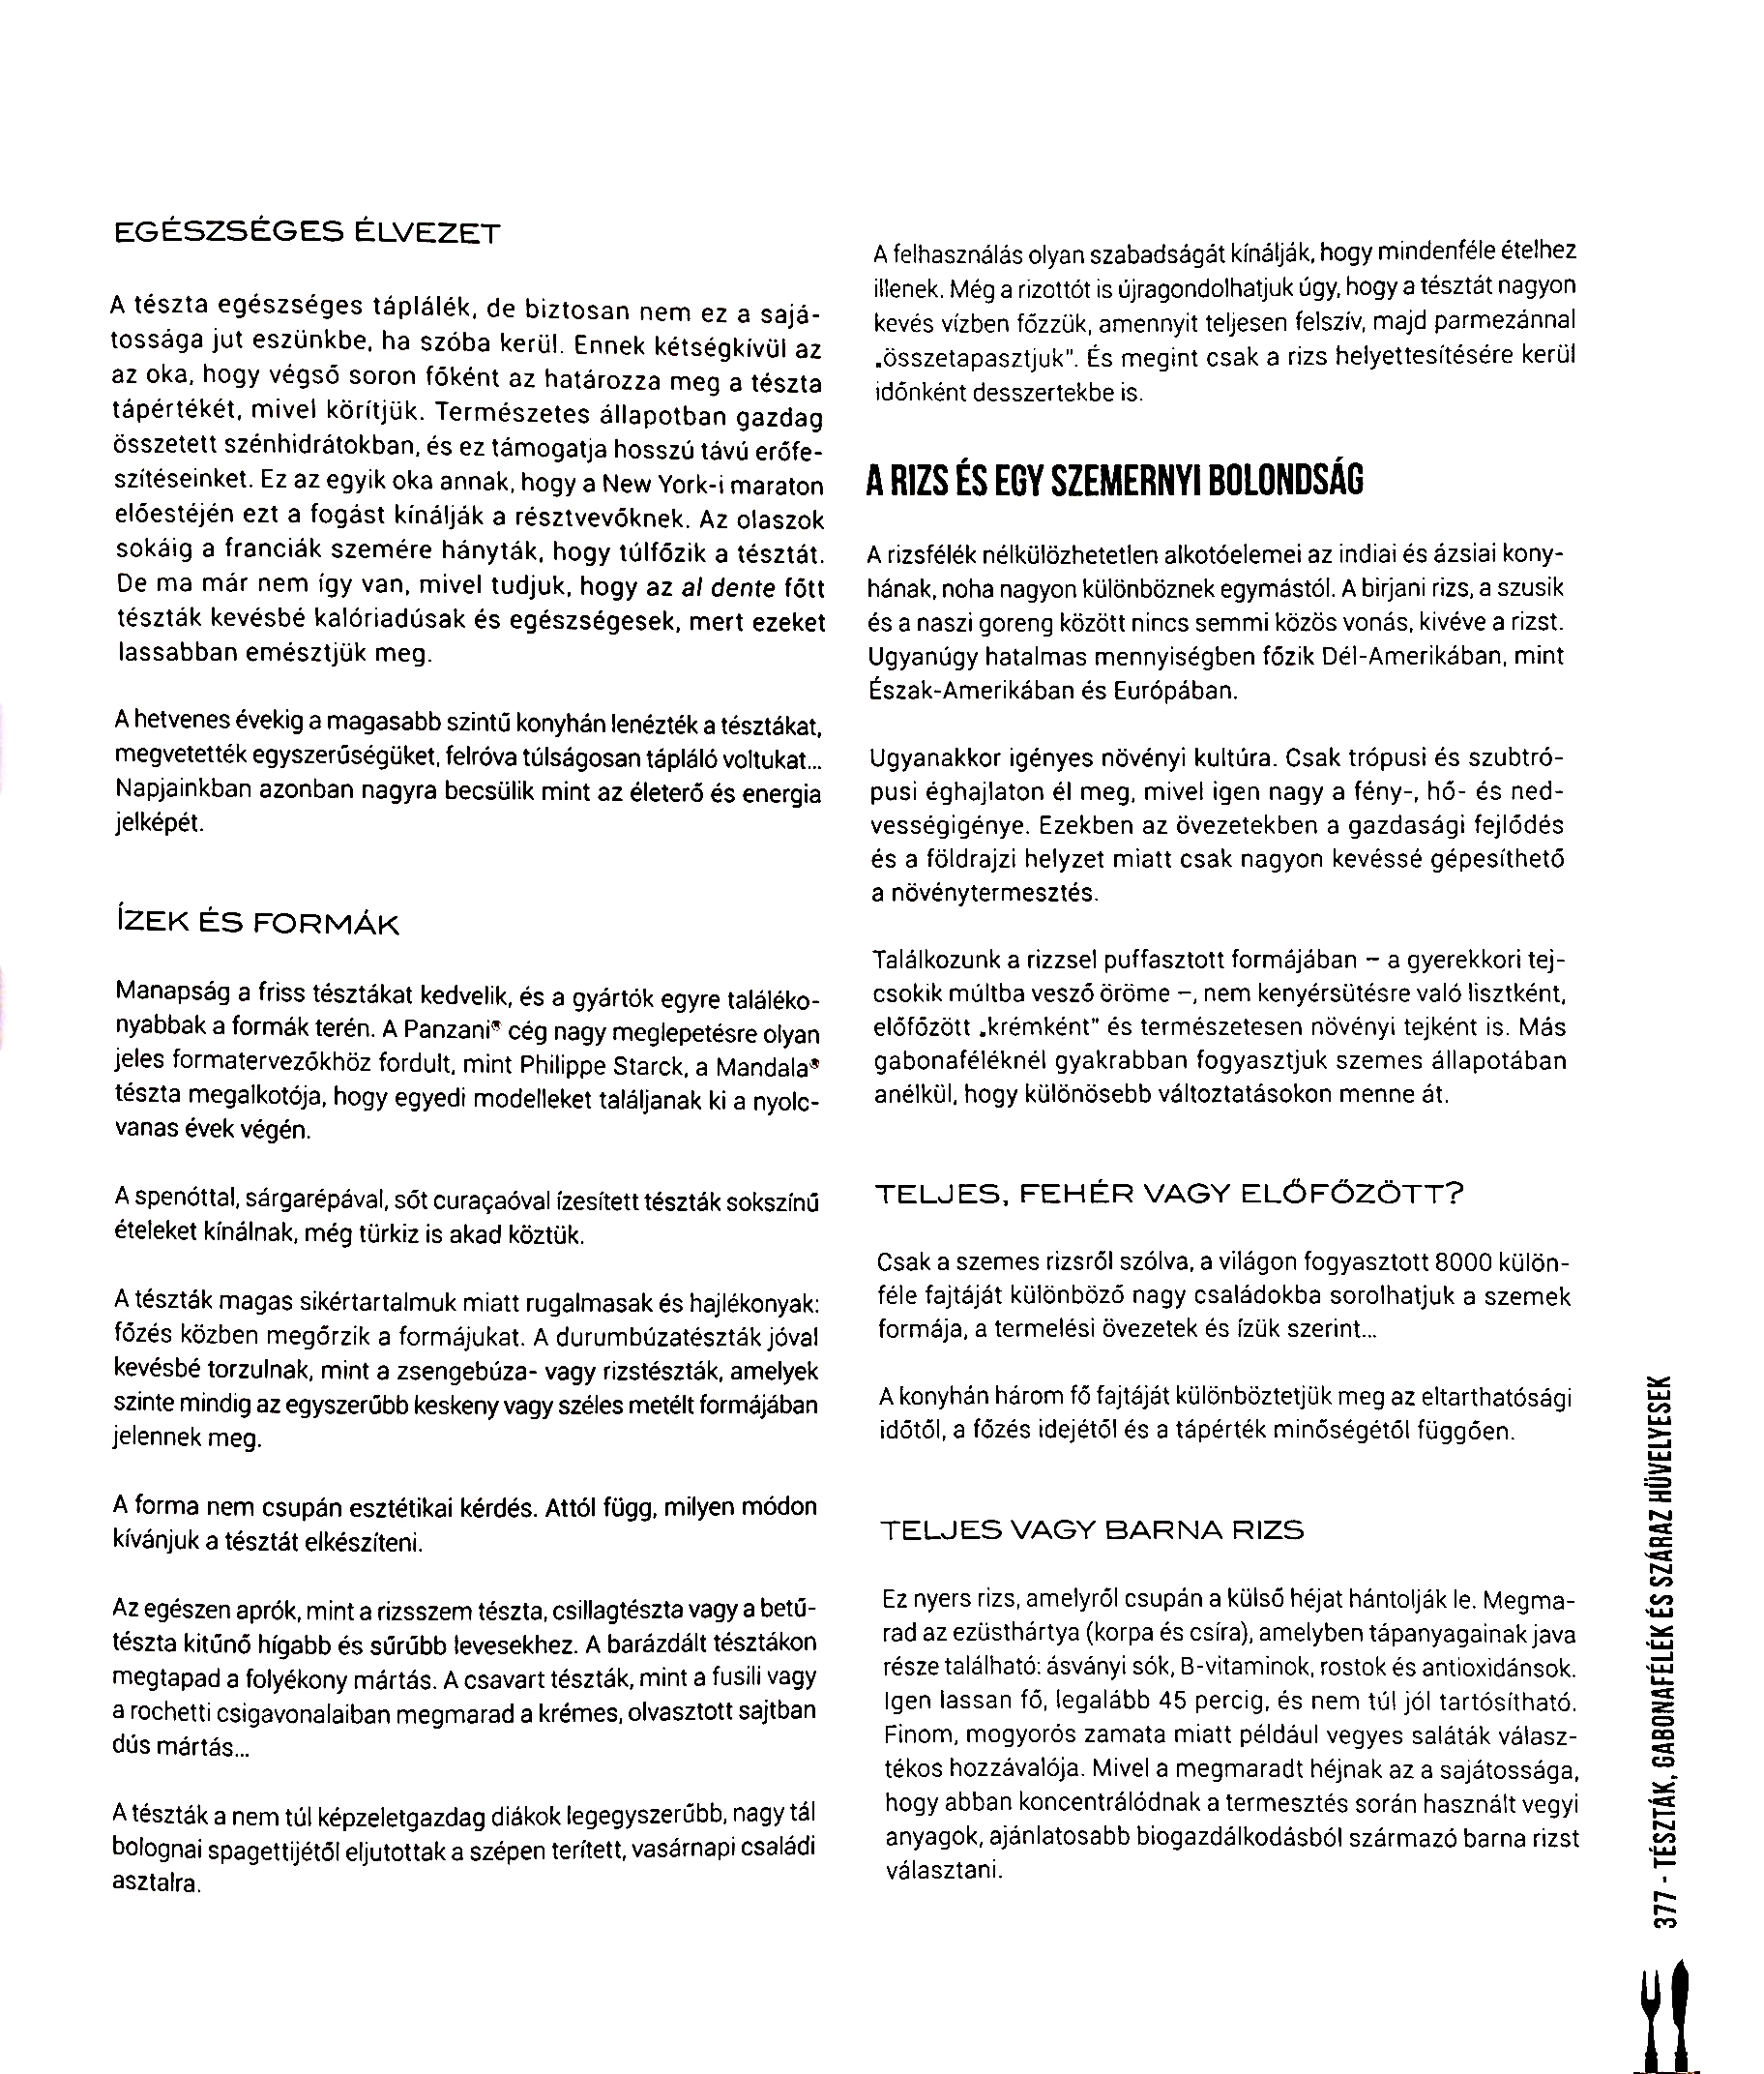 EGÉSZSÉGES ÉLVEZET
A tészta egészséges táplálék, de biztosan nem ez a sajá-
tossága jut eszünkbe, ha szóba kerül. Ennek kétségkívül az
az oka, hogy végső soron főként az határozza meg a tészta
tápértékét, mivel körítjük. Természetes állapotban gazdag
összetett szénhidrátokban, és ez támogatja hosszú távú erőfe-
szítéseinket. Ez az egyik oka annak, hogy a New York-i maraton
előestéjén ezt a fogást kínálják a résztvevőknek. Az olaszok
sokáig a franciák szemére hányták, hogy túlfőzik a tésztát.
De ma már nem így van, mivel tudjuk, hogy az al dente főtt
tészták kevésbé kalóriadúsak és egészségesek, mert ezeket
lassabban emésztjük meg.
A hetvenes évekig a magasabb szintű konyhán lenézték a tésztákat,
megvetették egyszerűségüket, felróva túlságosan tápláló voltukat...
Napjainkban azonban nagyra becsülik mint az életerő és energia
jelképét.
ÍZEK ÉS FORMÁK
Manapság a friss tésztákat kedvelik, és a gyártók egyre találéko-
nyabbak a formák terén. A Panzani® cég nagy meglepetésre olyan
jeles formatervezőkhöz fordult, mint Philippe Starck, a Mandala®
tészta megalkotója, hogy egyedi modelleket találjanak ki a nyolc-
vanas évek végén.
A spenóttal, sárgarépával, sőt curaçaóval ízesített tészták sokszínű
ételeket kínálnak, még türkiz is akad köztük.
A tészták magas sikértartalmuk miatt rugalmasak és hajlékonyak:
főzés közben megőrzik a formájukat. A durumbúzatészták jóval
kevésbé torzulnak, mint a zsengebúza- vagy rizstészták, amelyek
szinte mindig az egyszerűbb keskeny vagy széles metélt formájában
jelennek meg.
A forma nem csupán esztétikai kérdés. Attól függ, milyen módon
kívánjuk a tésztát elkészíteni.
Az egészen aprók, mint a rizsszem tészta, csillagtészta vagy a betű-
tészta kitűnő hígabb és sűrűbb levesekhez. A barázdált tésztákon
megtapad a folyékony mártás. A csavart tészták, mint a fusili vagy
a rochetti csigavonalaiban megmarad a krémes, olvasztott sajtban
dús mártás...
A tészták a nem túl képzeletgazdag diákok legegyszerűbb, nagy tál
bolognai spagettijétől eljutottak a szépen terített, vasárnapi családi
asztalra.
A felhasználás olyan szabadságát kínálják, hogy mindenféle ételhez
illenek. Még a rizottót is újragondolhatjuk úgy, hogy a tésztát nagyon
kevés vízben főzzük, amennyit teljesen felszív, majd parmezánnal
„összetapasztjuk". És megint csak a rizs helyettesítésére kerül
időnként desszertekbe is.
A RIZS ÉS EGY SZEMERNYI BOLONDSÁG
A rizsfélék nélkülözhetetlen alkotóelemei az indiai és ázsiai kony-
hának, noha nagyon különböznek egymástól. A birjani rizs, a szusik
és a naszi goreng között nincs semmi közös vonás, kivéve a rizst.
Ugyanúgy hatalmas mennyiségben főzik Dél-Amerikában, mint
Észak-Amerikában és Európában.
Ugyanakkor igényes növényi kultúra. Csak trópusi és szubtró-
pusi éghajlaton él meg, mivel igen nagy a fény-, hő- és ned-
vességigénye. Ezekben az övezetekben a gazdasági fejlődés
és a földrajzi helyzet miatt csak nagyon kevéssé gépesíthető
a növénytermesztés.
Találkozunk a rizzsel puffasztott formájában – a gyerekkori tej-
csokik múltba vesző öröme –, nem kenyérsütésre való lisztként,
előfőzött „krémként" és természetesen növényi tejként is. Más
gabonaféléknél gyakrabban fogyasztjuk szemes állapotában
anélkül, hogy különösebb változtatásokon menne át.
TELJES, FEHÉR VAGY ELŐFŐZÖTT?
Csak a szemes rizsről szólva, a világon fogyasztott 8000 külön-
féle fajtáját különböző nagy családokba sorolhatjuk a szemek
formája, a termelési övezetek és ízük szerint...
A konyhán három fő fajtáját különböztetjük meg az eltarthatósági
időtől, a főzés idejétől és a tápérték minőségétől függően.
TELJES VAGY BARNA RIZS
Ez nyers rizs, amelyről csupán a külső héjat hántolják le. Megma-
rad az ezüsthártya (korpa és csíra), amelyben tápanyagainak java
része található: ásványi sók, B-vitaminok, rostok és antioxidánsok.
Igen lassan fő, legalább 45 percig, és nem túl jól tartósítható.
Finom, mogyorós zamata miatt például vegyes saláták válasz-
tékos hozzávalója. Mivel a megmaradt héjnak az a sajátossága,
hogy abban koncentrálódnak a termesztés során használt vegyi
anyagok, ajánlatosabb biogazdálkodásból származó barna rizst
választani.
377 - TÉSZTÁK, GABONAFÉLÉK ÉS SZÁRAZ HÜVELYESEK